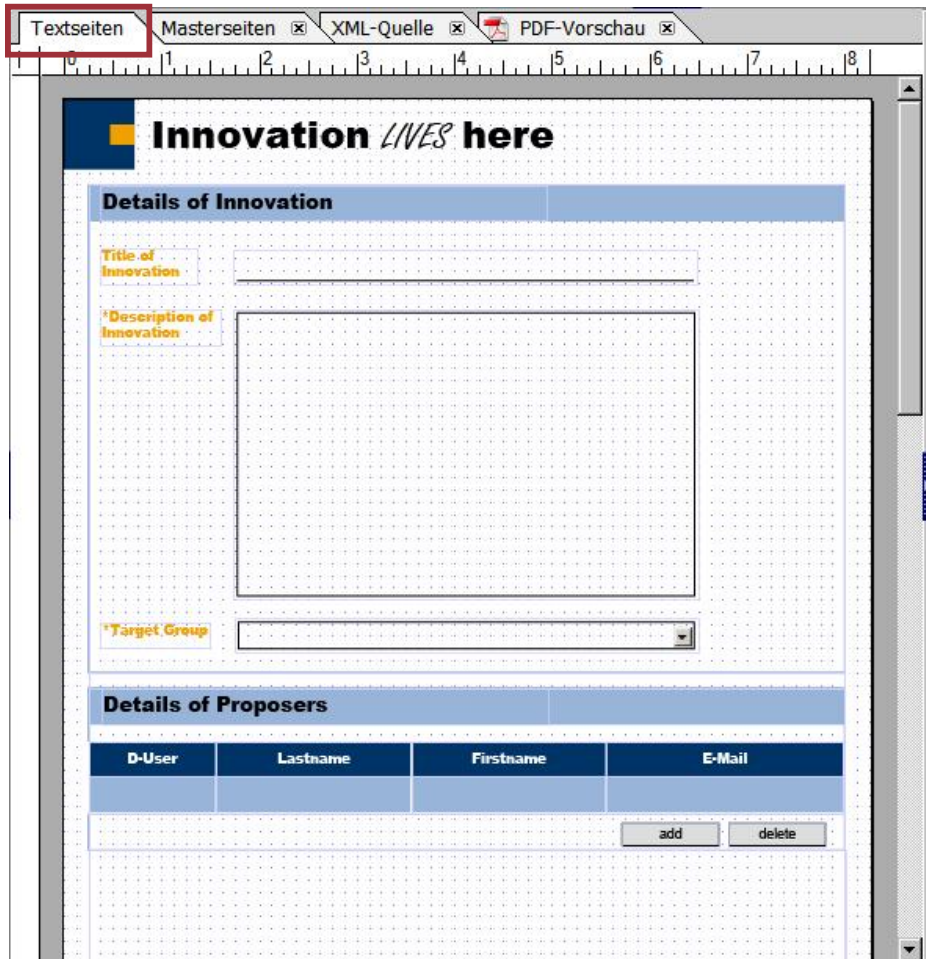 Textseiten Masterseiten XML-Quelle PDF-Vorschau
0 1 2 3 4 5 6 7 8
Innovation LIVES here
Details of Innovation
Title of
Innovation
*Description of
Innovation
*Target Group
Details of Proposers
D-User Lastname Firstname E-Mail
add delete